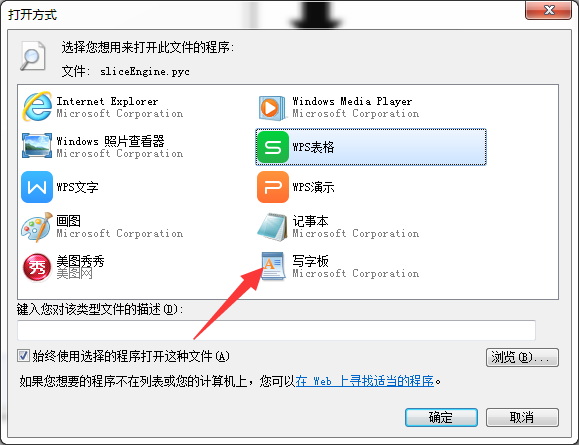 打开方式
选择您想用来打开此文件的程序:
文件: sliceEngine.pyc
Internet Explorer
Microsoft Corporation
Windows Media Player
Microsoft Corporation
Windows 照片查看器
Microsoft Corporation
WPS表格
WPS文字
WPS演示
画图
Microsoft Corporation
记事本
Microsoft Corporation
美图秀秀
美图网
写字板
Microsoft Corporation
键入您对该类型文件的描述(D):
始终使用选择的程序打开这种文件(A)
浏览(B)...
如果您想要的程序不在列表或您的计算机上，您可以在 Web 上寻找适当的程序。
确定
取消